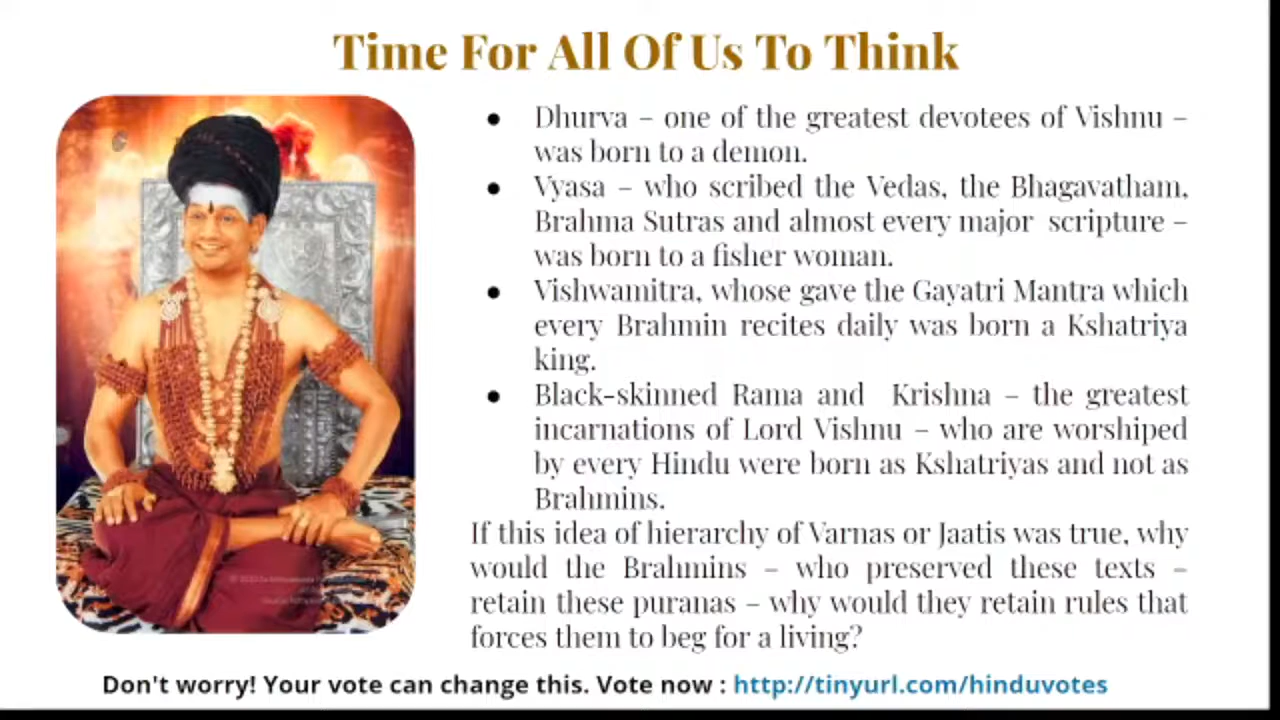 Time For All Of Us To Think
● Dhurva – one of the greatest devotees of Vishnu –
was born to a demon.
● Vyasa – who scribed the Vedas, the Bhagavatham,
Brahma Sutras and almost every major scripture –
was born to a fisher woman.
● Vishwamitra, whose gave the Gayatri Mantra which
every Brahmin recites daily was born a Kshatriya
king.
● Black-skinned Rama and Krishna – the greatest
incarnations of Lord Vishnu – who are worshiped
by every Hindu were born as Kshatriyas and not as
Brahmins.
If this idea of hierarchy of Varnas or Jaatis was true, why
would the Brahmins – who preserved these texts –
retain these puranas – why would they retain rules that
forces them to beg for a living?
Don't worry! Your vote can change this. Vote now : http://tinyurl.com/hinduvotes